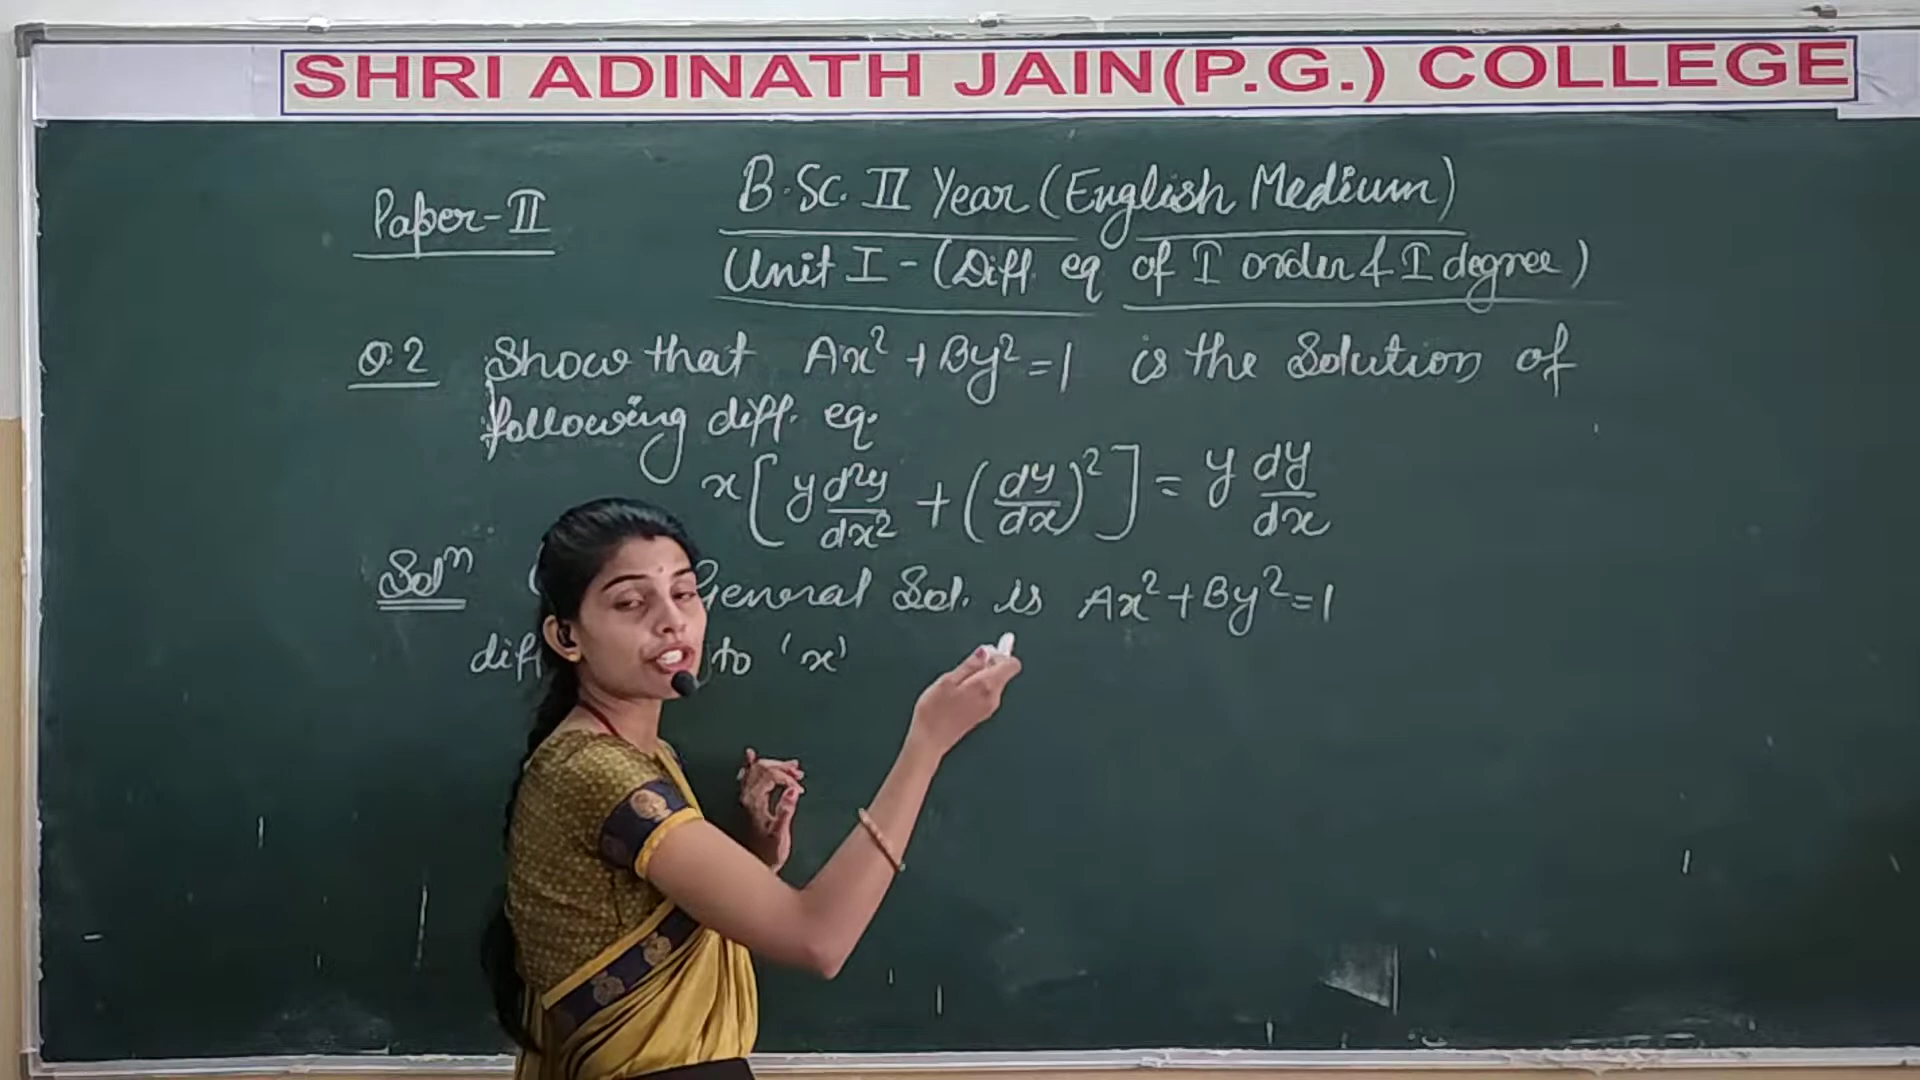 SHRI ADINATH JAIN(P.G.) COLLEGE
Paper-II
B.Sc. II Year (English Medium)
Unit I - (Diff. eq of I order & I degree)
Q.2 Show that Ax² + By² = 1 is the Solution of
following diff. eq.
x[y d²y/dx² + (dy/dx)²] = y dy/dx
Solⁿ General Sol. is Ax² + By² = 1
diff to 'x'